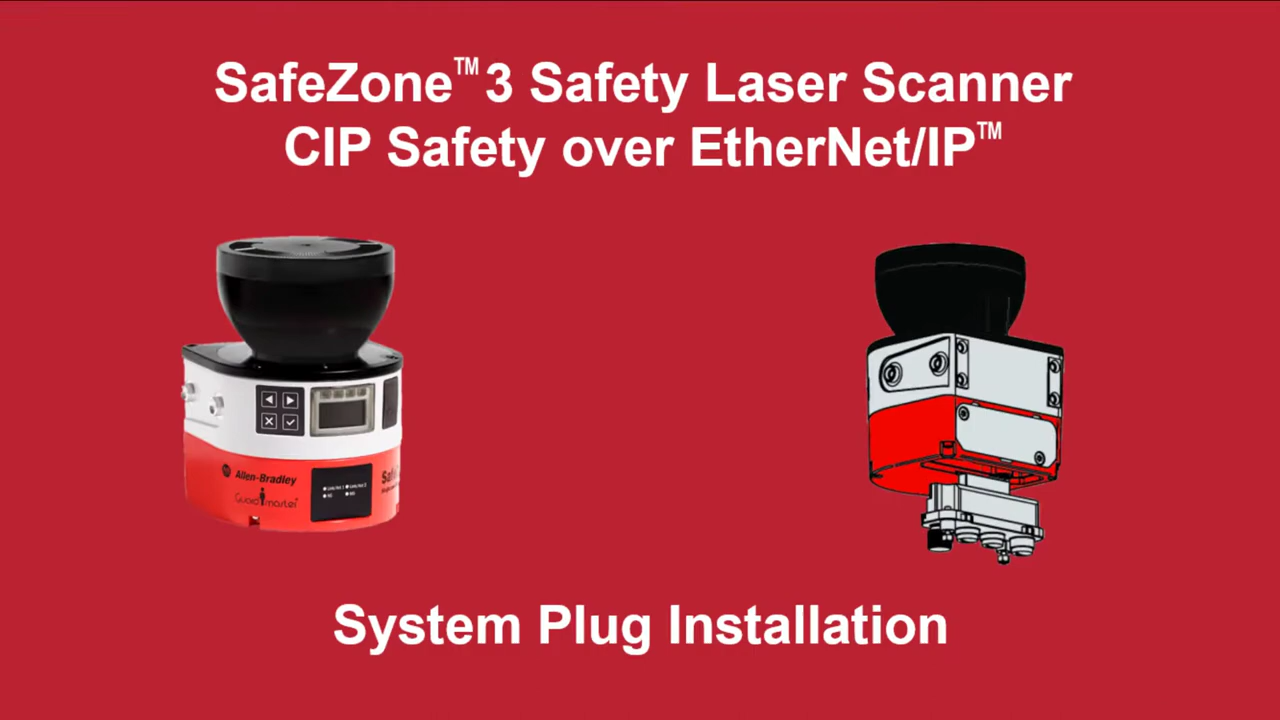 SafeZone™ 3 Safety Laser Scanner
CIP Safety over EtherNet/IP™
Allen-Bradley
Guardmaster
System Plug Installation